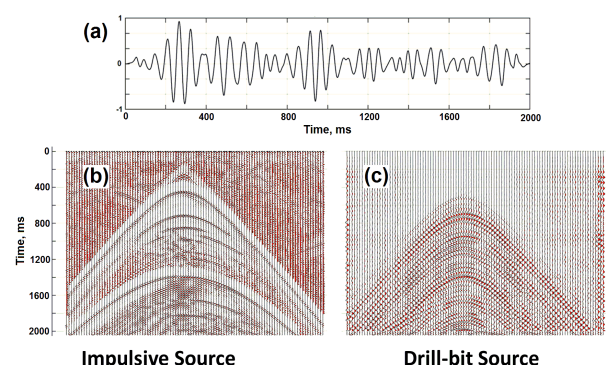 (a)
1
0
-1
0 400 800 1200 1600 2000
Time, ms
(b)
(c)
Time, ms
0
400
800
1200
1600
2000
Impulsive Source
Drill-bit Source